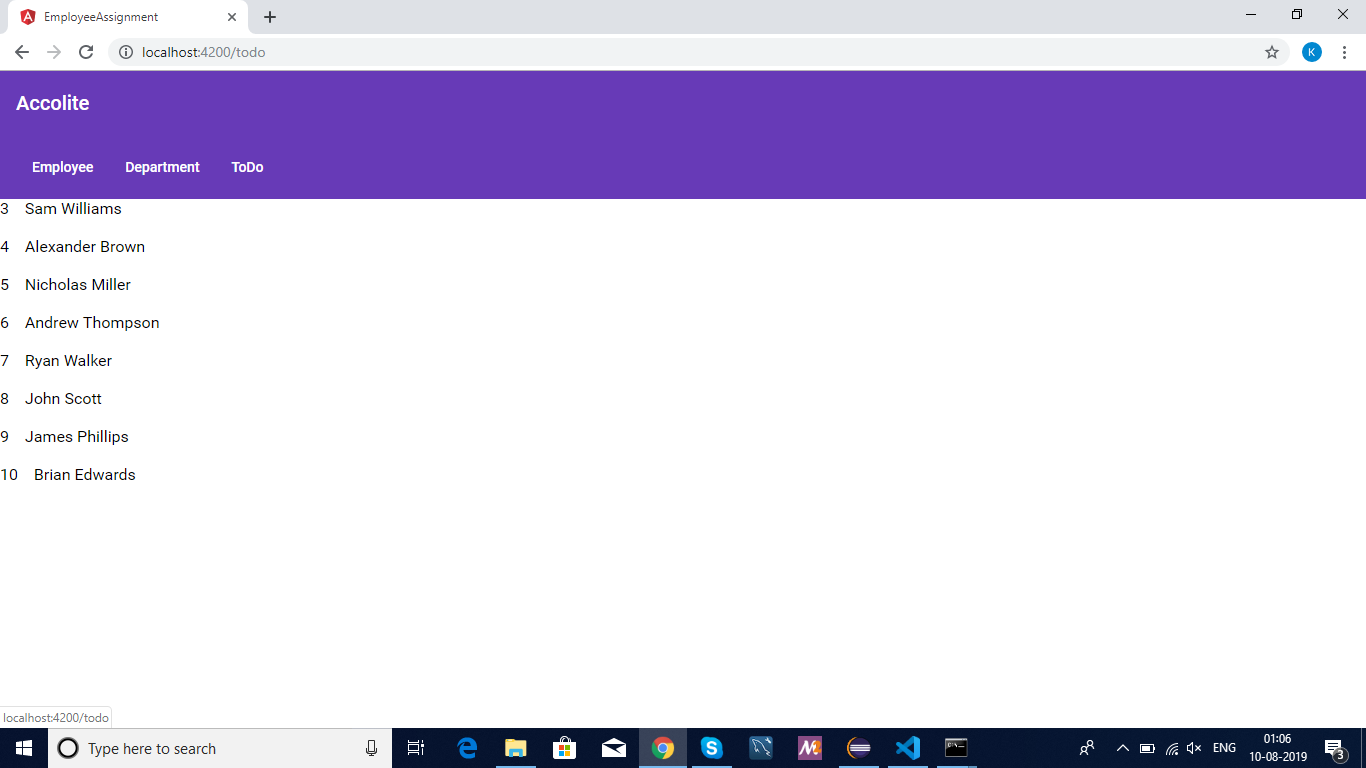 EmployeeAssignment
localhost:4200/todo
K
Accolite
Employee Department ToDo
3 Sam Williams
4 Alexander Brown
5 Nicholas Miller
6 Andrew Thompson
7 Ryan Walker
8 John Scott
9 James Phillips
10 Brian Edwards
localhost:4200/todo
Type here to search
ENG
01:06
10-08-2019
3